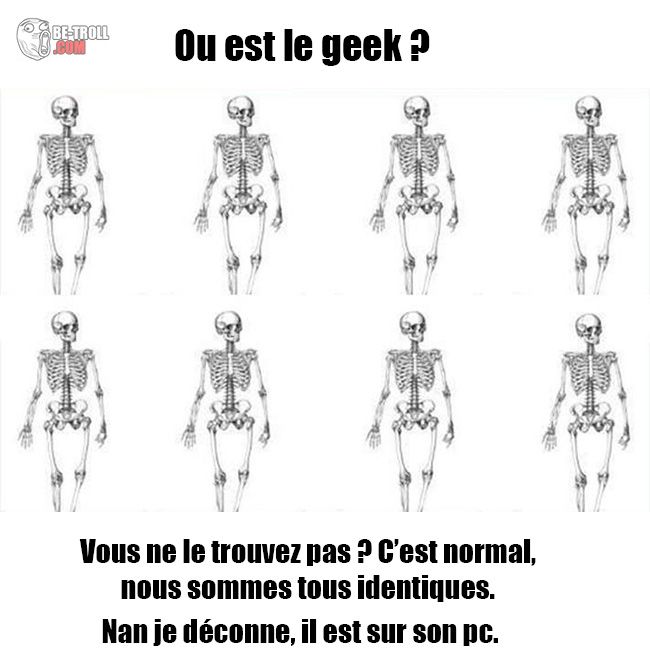 BE-TROLL
.COM
Ou est le geek ?
Vous ne le trouvez pas ? C'est normal,
nous sommes tous identiques.
Nan je déconne, il est sur son pc.